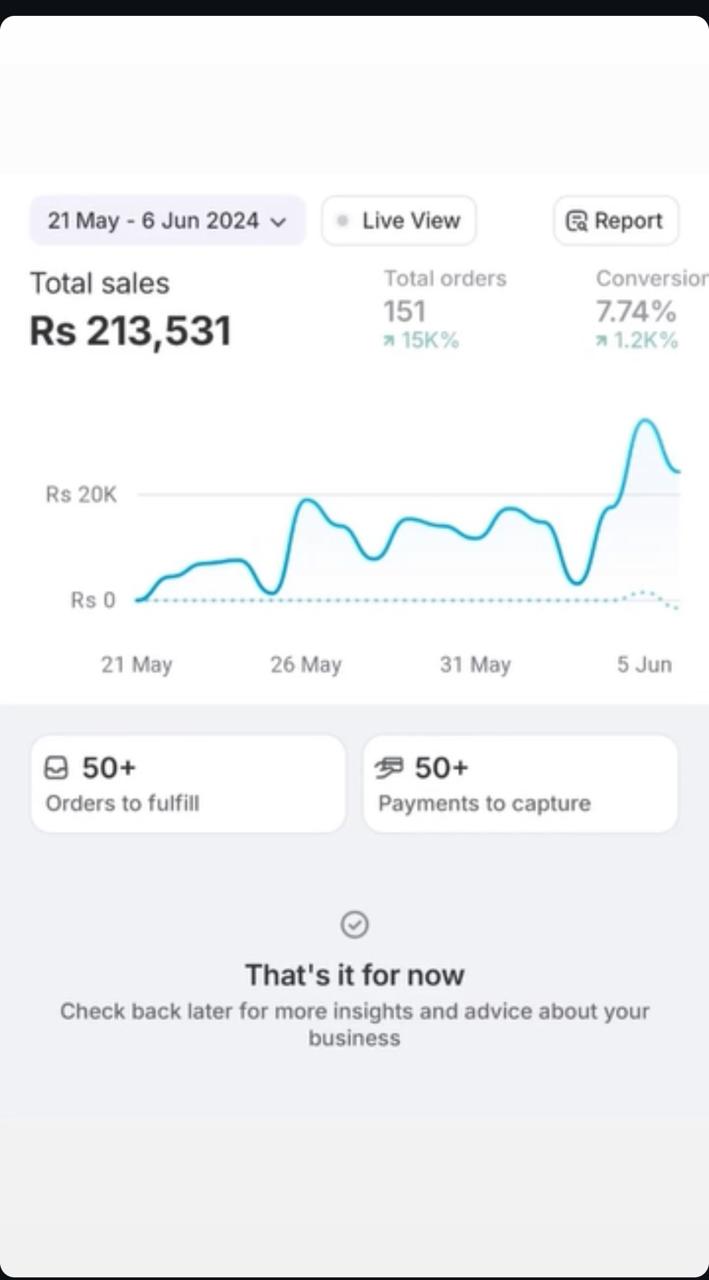 21 May - 6 Jun 2024
Live View
Report
Total sales
Total orders
Conversion
Rs 213,531
151
7.74%
15K%
1.2K%
Rs 20K
Rs 0
21 May
26 May
31 May
5 Jun
50+
Orders to fulfill
50+
Payments to capture
That's it for now
Check back later for more insights and advice about your
business